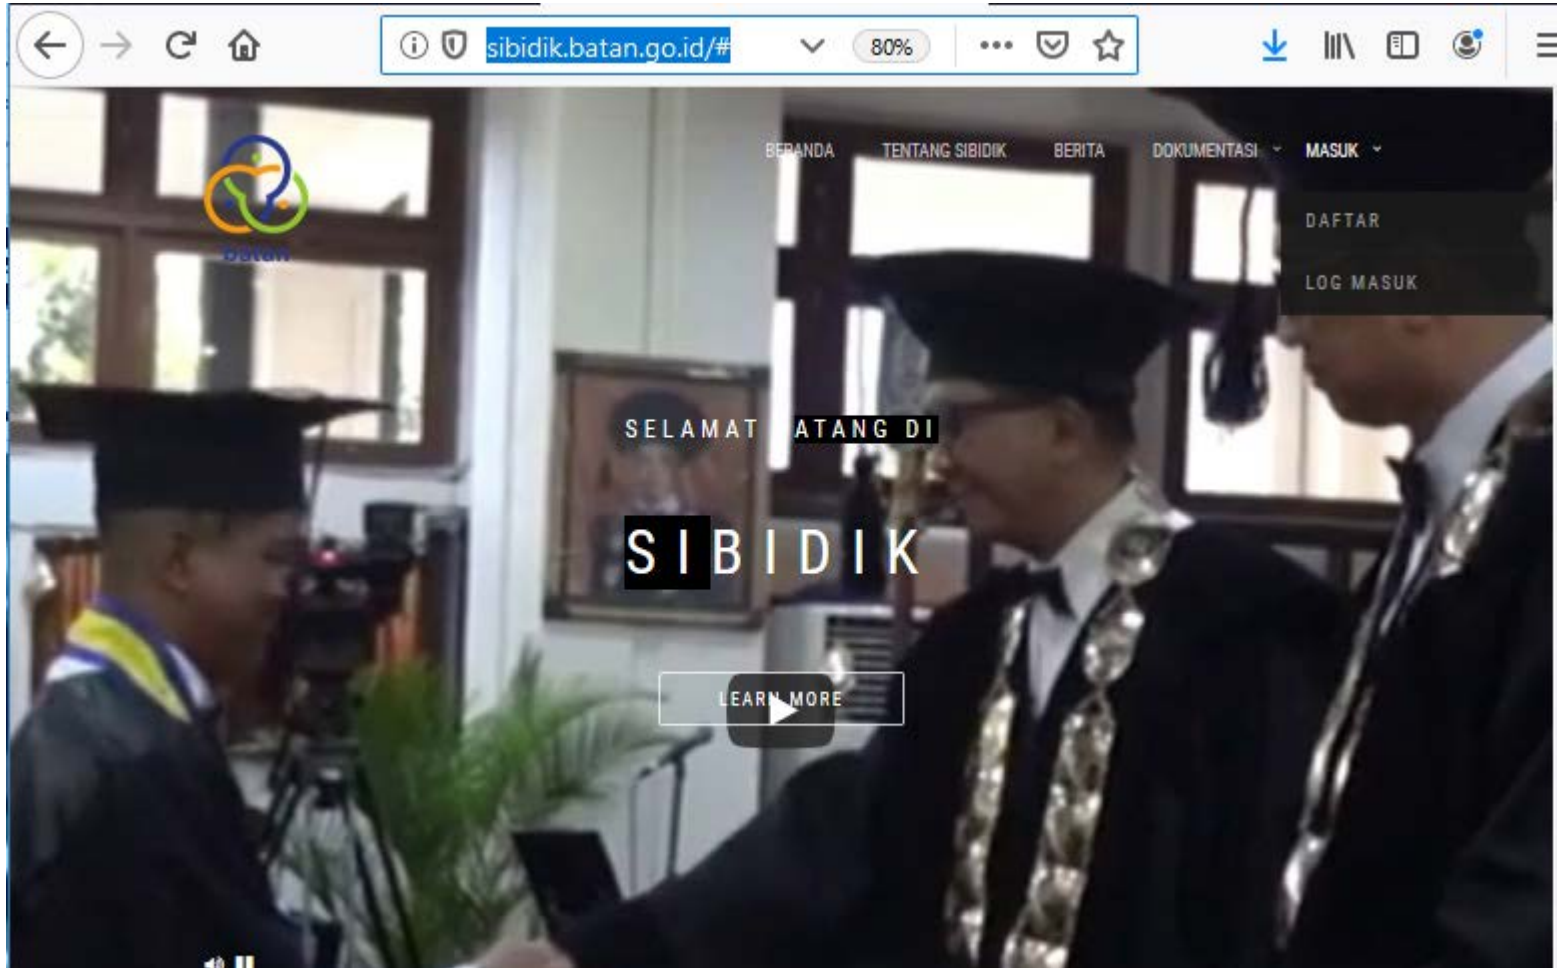 sibidik.batan.go.id/#
80%
batan
BERANDA TENTANG SIBIDIK BERITA DOKUMENTASI MASUK
DAFTAR
LOG MASUK
SELAMAT DATANG DI
SIBIDIK
LEARN MORE